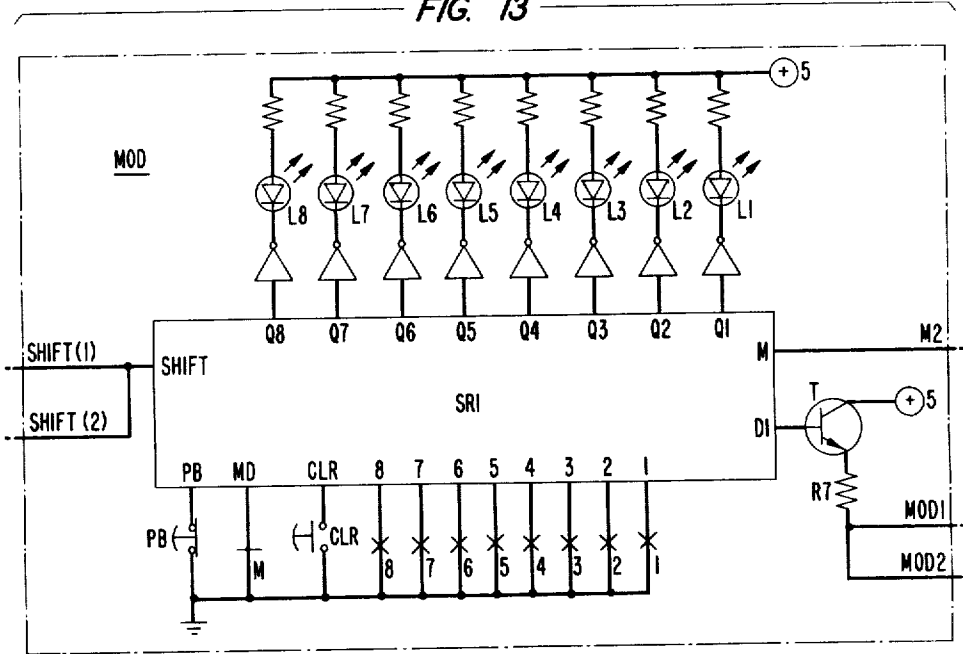 FIG. 13
+ 5
MOD
L8 L7 L6 L5 L4 L3 L2 L1
Q8 Q7 Q6 Q5 Q4 Q3 Q2 Q1
SHIFT(1)
SHIFT
M
M2
SR1
T
+ 5
SHIFT (2)
D1
PB MD CLR 8 7 6 5 4 3 2 1
R7
MOD1
PB M CLR 8 7 6 5 4 3 2 1
MOD2